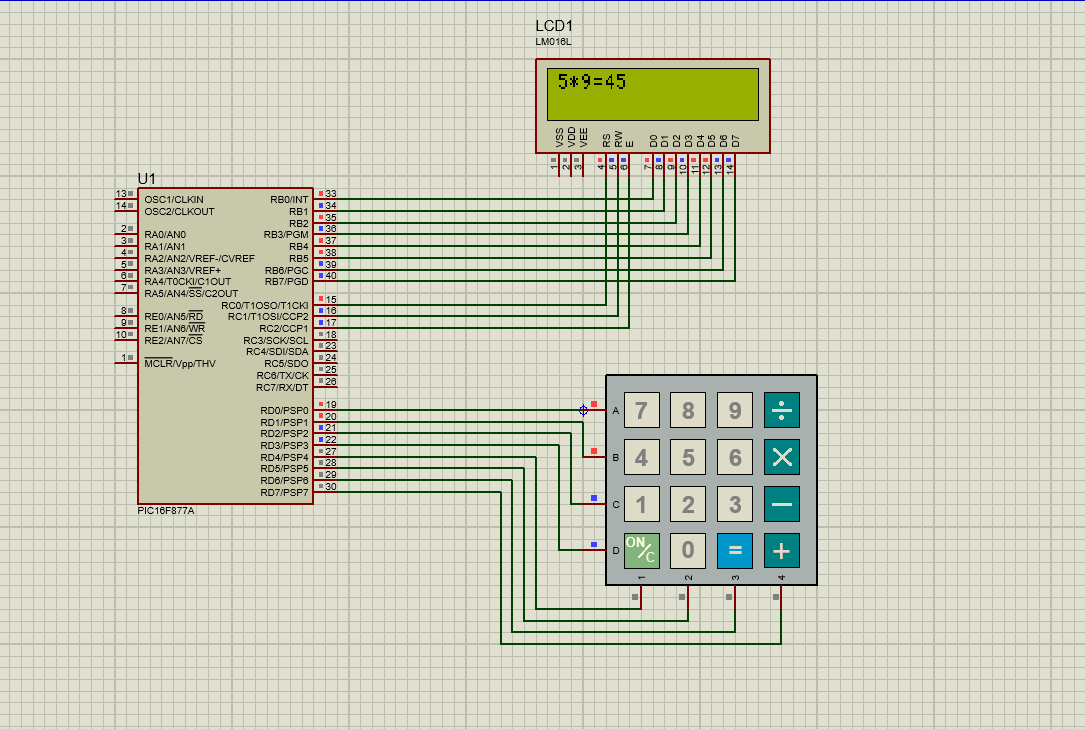 LCD1
LM016L
5*9=45
VSS
VDD
VEE
RS
RW
E
D0
D1
D2
D3
D4
D5
D6
D7
1
2
3
4
5
6
7
8
9
10
11
12
13
14
U1
13 OSC1/CLKIN
14 OSC2/CLKOUT
2 RA0/AN0
3 RA1/AN1
4 RA2/AN2/VREF-/CVREF
5 RA3/AN3/VREF+
6 RA4/T0CKI/C1OUT
7 RA5/AN4/SS/C2OUT
8 RE0/AN5/RD
9 RE1/AN6/WR
10 RE2/AN7/CS
1 MCLR/Vpp/THV
RB0/INT 33
RB1 34
RB2 35
RB3/PGM 36
RB4 37
RB5 38
RB6/PGC 39
RB7/PGD 40
RC0/T1OSO/T1CKI 15
RC1/T1OSI/CCP2 16
RC2/CCP1 17
RC3/SCK/SCL 18
RC4/SDI/SDA 23
RC5/SDO 24
RC6/TX/CK 25
RC7/RX/DT 26
RD0/PSP0 19
RD1/PSP1 20
RD2/PSP2 21
RD3/PSP3 22
RD4/PSP4 27
RD5/PSP5 28
RD6/PSP6 29
RD7/PSP7 30
PIC16F877A
A 7 8 9 ÷
B 4 5 6 ×
C 1 2 3 −
D ON/C 0 = +
1 2 3 4